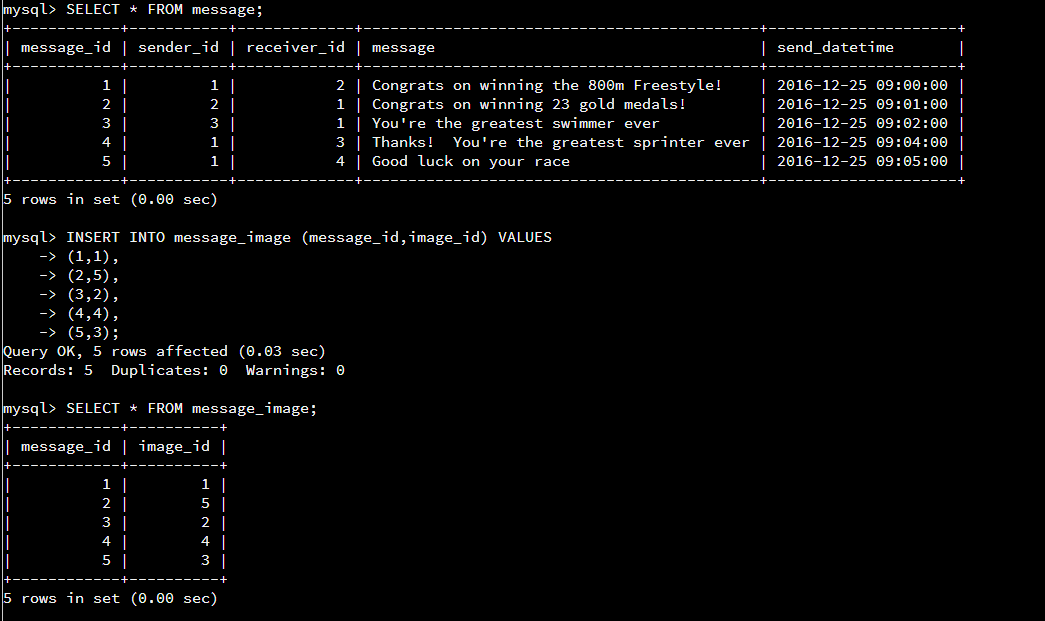 mysql> SELECT * FROM message;
+------------+-----------+-------------+--------------------------------------------+---------------------+
| message_id | sender_id | receiver_id | message                                    | send_datetime       |
+------------+-----------+-------------+--------------------------------------------+---------------------+
|          1 |         1 |           2 | Congrats on winning the 800m Freestyle!    | 2016-12-25 09:00:00 |
|          2 |         2 |           1 | Congrats on winning 23 gold medals!        | 2016-12-25 09:01:00 |
|          3 |         3 |           1 | You're the greatest swimmer ever           | 2016-12-25 09:02:00 |
|          4 |         1 |           3 | Thanks!  You're the greatest sprinter ever | 2016-12-25 09:04:00 |
|          5 |         1 |           4 | Good luck on your race                     | 2016-12-25 09:05:00 |
+------------+-----------+-------------+--------------------------------------------+---------------------+
5 rows in set (0.00 sec)

mysql> INSERT INTO message_image (message_id,image_id) VALUES
    -> (1,1),
    -> (2,5),
    -> (3,2),
    -> (4,4),
    -> (5,3);
Query OK, 5 rows affected (0.03 sec)
Records: 5  Duplicates: 0  Warnings: 0

mysql> SELECT * FROM message_image;
+------------+----------+
| message_id | image_id |
+------------+----------+
|          1 |        1 |
|          2 |        5 |
|          3 |        2 |
|          4 |        4 |
|          5 |        3 |
+------------+----------+
5 rows in set (0.00 sec)